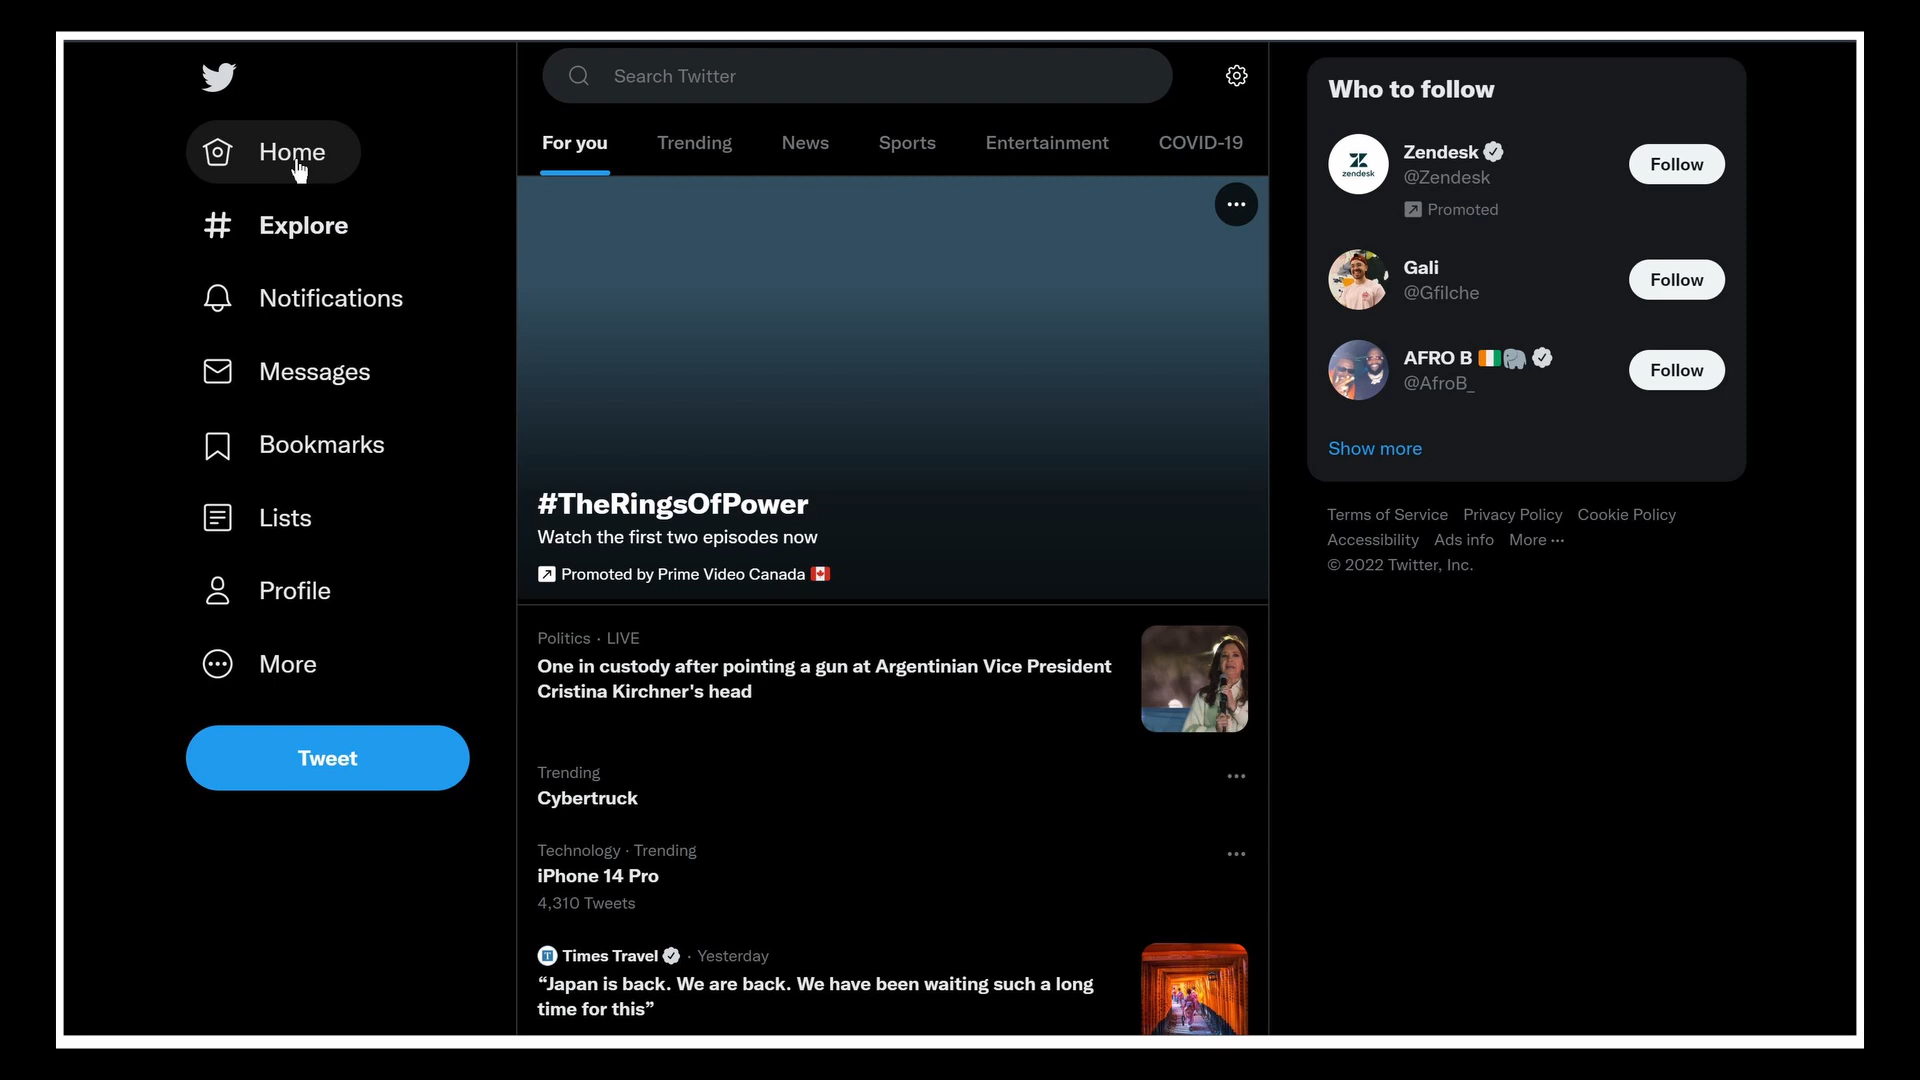 Home
Explore
Notifications
Messages
Bookmarks
Lists
Profile
More
Tweet
Search Twitter
For you Trending News Sports Entertainment COVID-19
#TheRingsOfPower
Watch the first two episodes now
Promoted by Prime Video Canada 🇨🇦
Politics · LIVE
One in custody after pointing a gun at Argentinian Vice President
Cristina Kirchner's head
Trending
Cybertruck
Technology · Trending
iPhone 14 Pro
4,310 Tweets
Times Travel · Yesterday
“Japan is back. We are back. We have been waiting such a long
time for this”
Who to follow
zendesk
Zendesk
@Zendesk
Follow
Promoted
Gali
@Gfilche
Follow
AFRO B 🇨🇮🐘
@AfroB_
Follow
Show more
Terms of Service Privacy Policy Cookie Policy
Accessibility Ads info More ···
© 2022 Twitter, Inc.